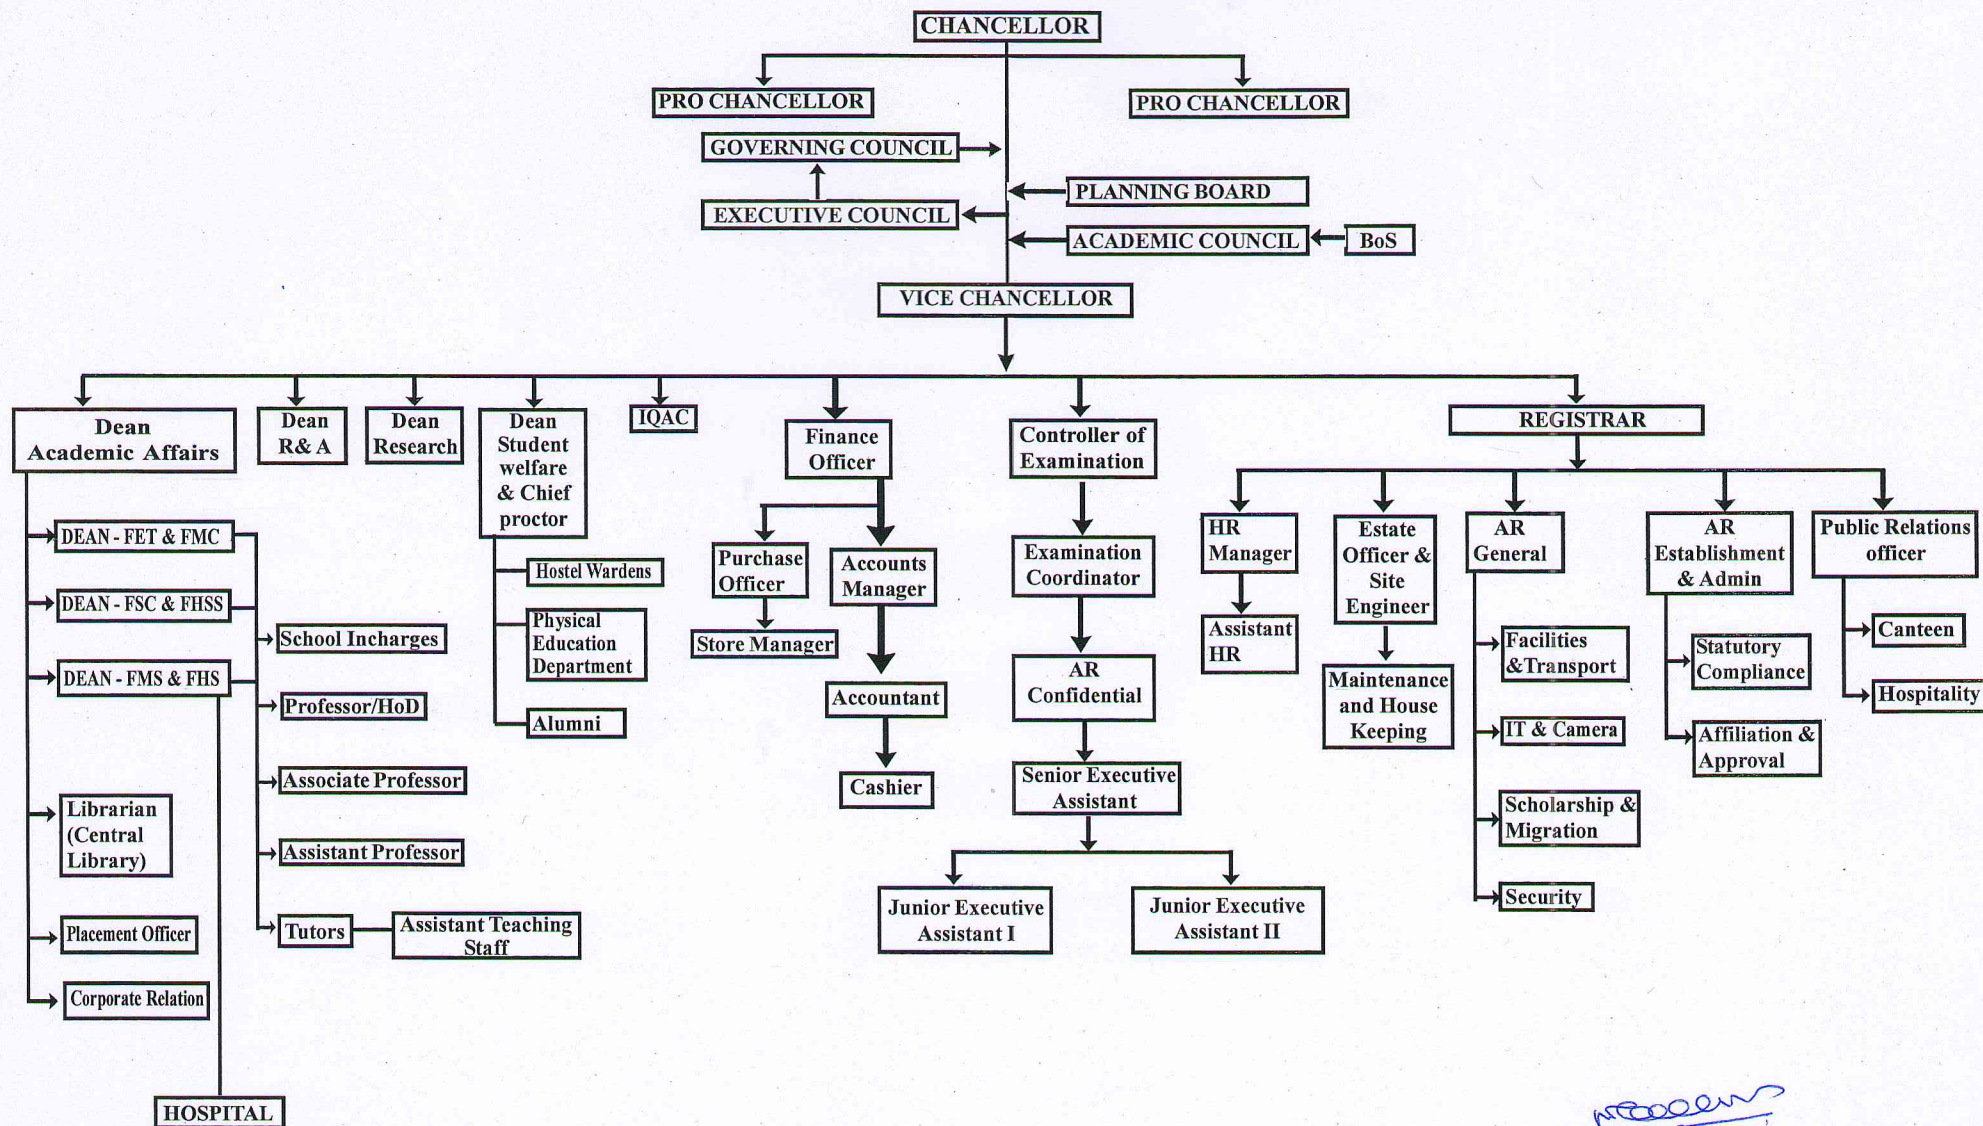 CHANCELLOR
PRO CHANCELLOR
PRO CHANCELLOR
GOVERNING COUNCIL
PLANNING BOARD
EXECUTIVE COUNCIL
ACADEMIC COUNCIL
BoS
VICE CHANCELLOR
Dean
Academic Affairs
Dean
R& A
Dean
Research
Dean
Student
welfare
& Chief
proctor
IQAC
Finance
Officer
Controller of
Examination
REGISTRAR
DEAN - FET & FMC
DEAN - FSC & FHSS
DEAN - FMS & FHS
Librarian
(Central
Library)
Placement Officer
Corporate Relation
HOSPITAL
School Incharges
Professor/HoD
Associate Professor
Assistant Professor
Tutors
Assistant Teaching
Staff
Hostel Wardens
Physical
Education
Department
Alumni
Purchase
Officer
Store Manager
Accounts
Manager
Accountant
Cashier
Examination
Coordinator
AR
Confidential
Senior Executive
Assistant
Junior Executive
Assistant I
Junior Executive
Assistant II
HR
Manager
Assistant
HR
Estate
Officer &
Site
Engineer
Maintenance
and House
Keeping
AR
General
Facilities
&Transport
IT & Camera
Scholarship &
Migration
Security
AR
Establishment
& Admin
Statutory
Compliance
Affiliation &
Approval
Public Relations
officer
Canteen
Hospitality